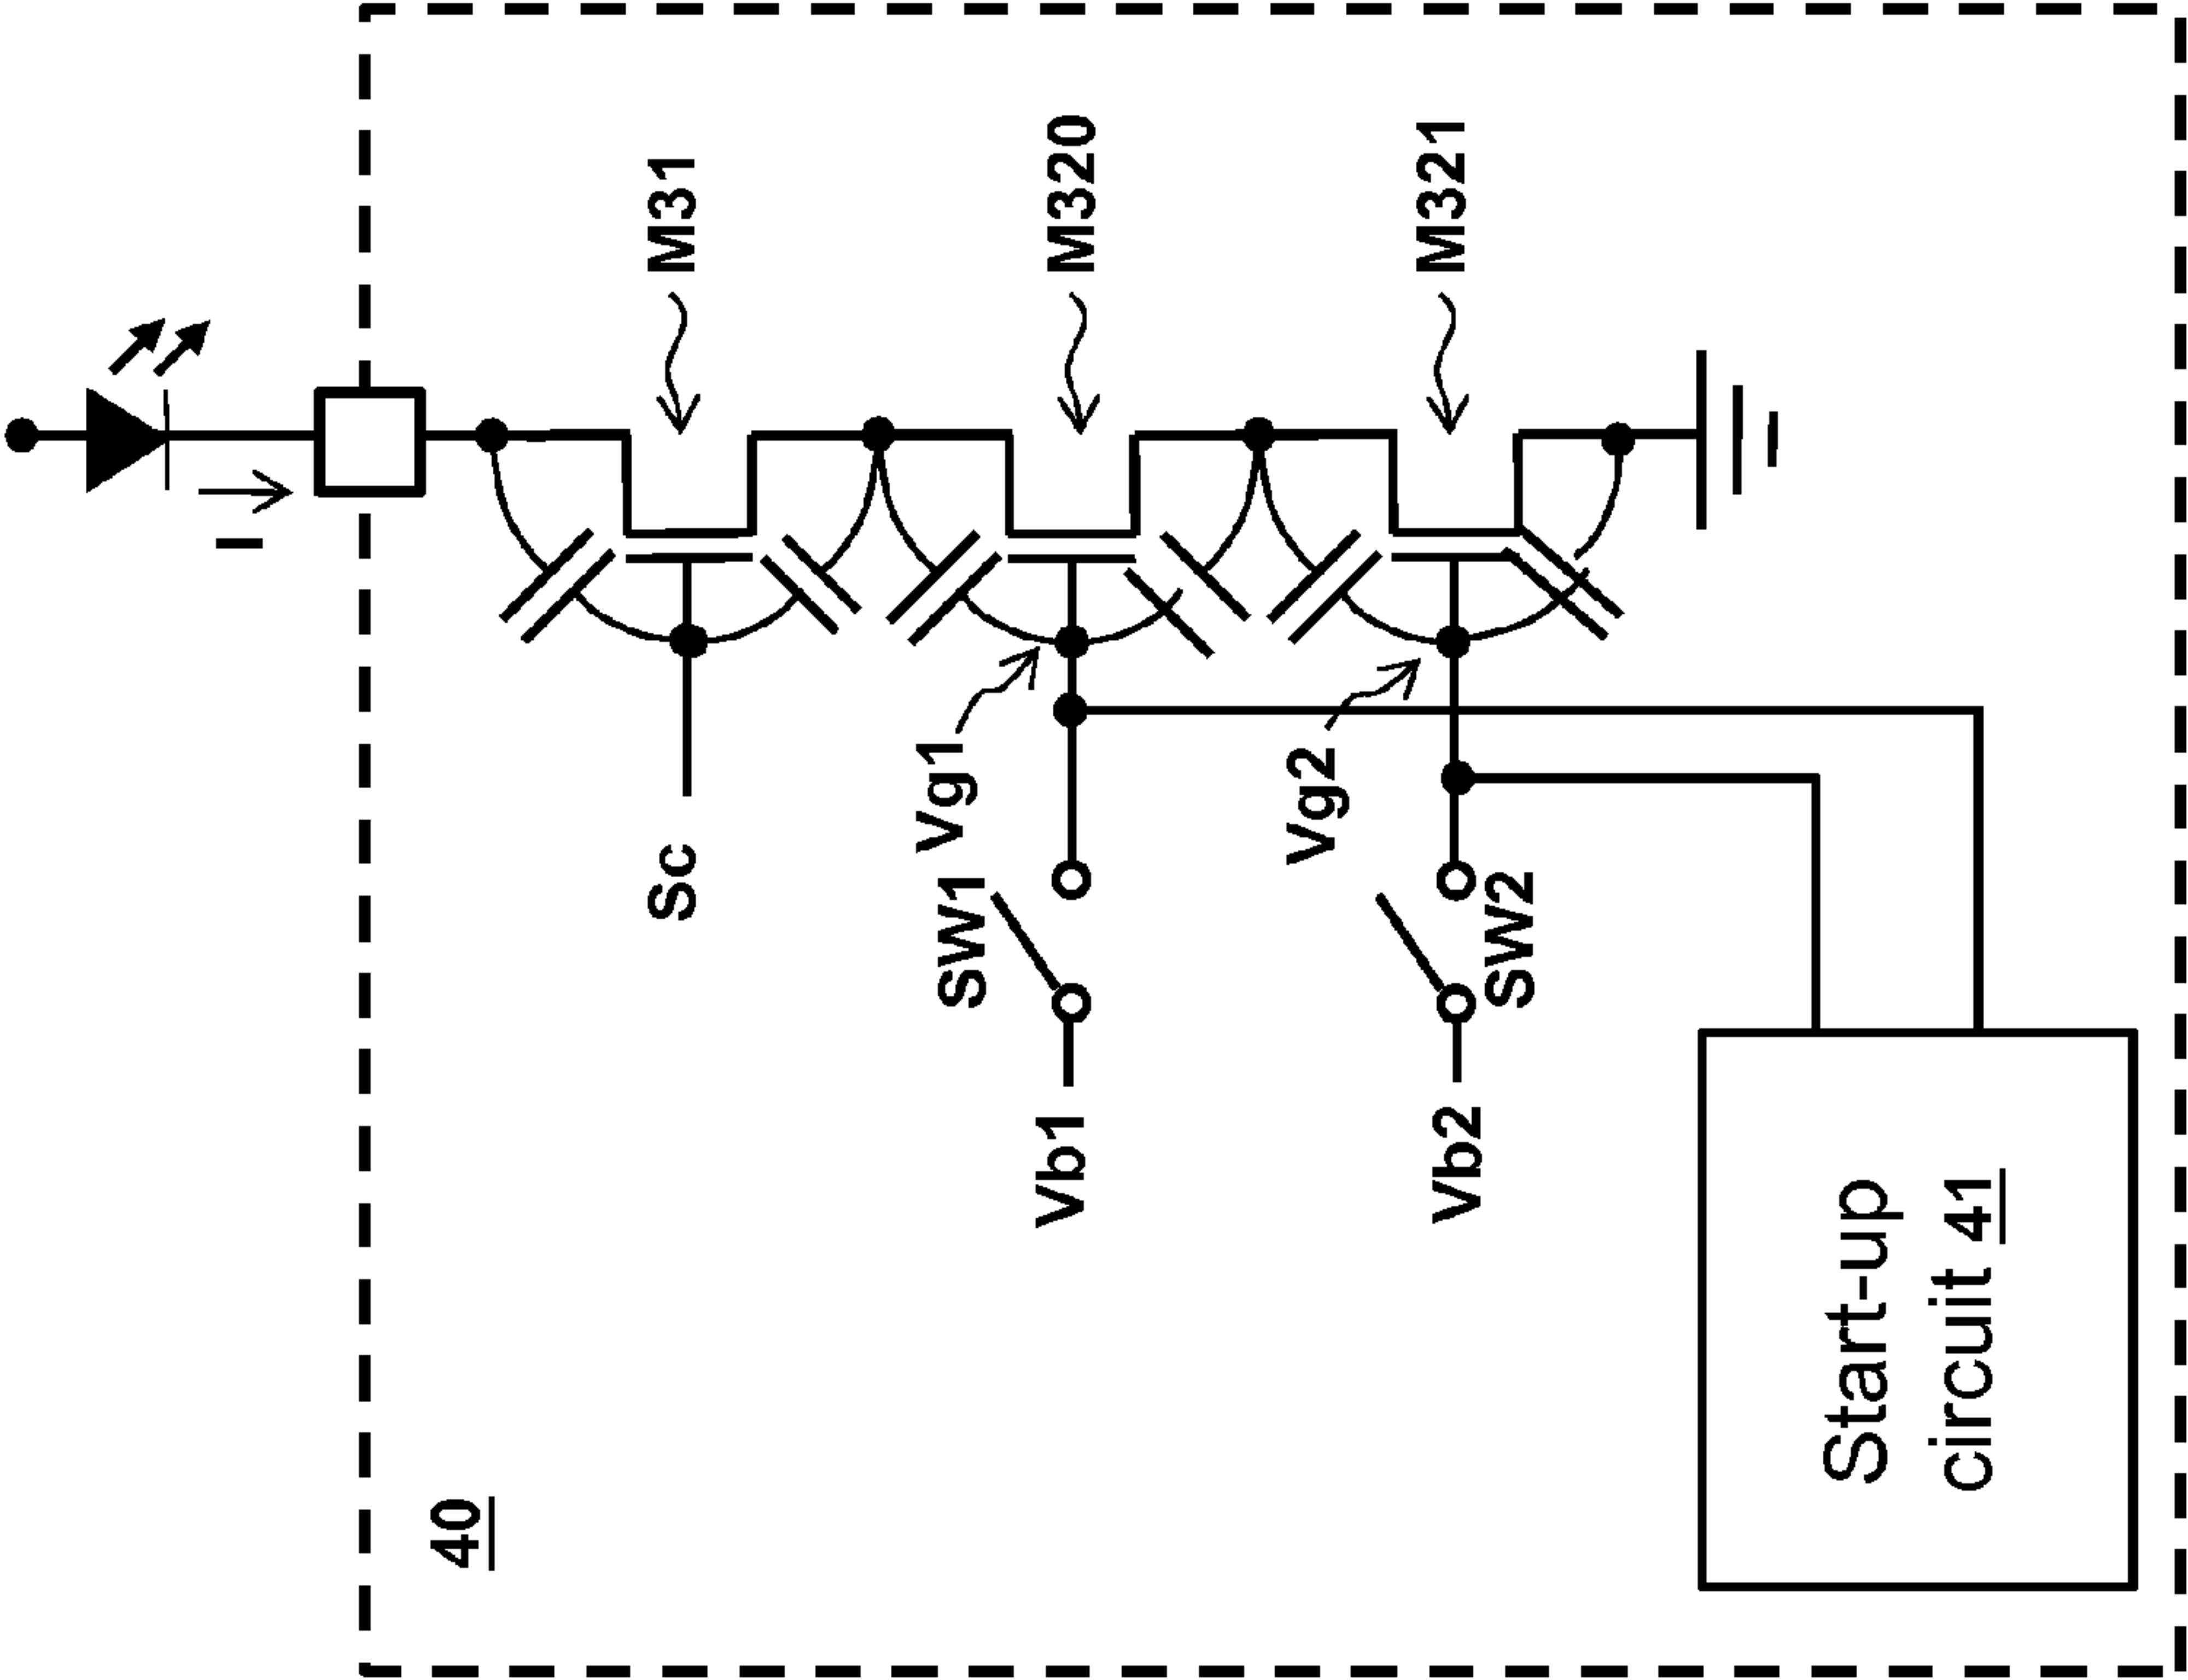 I
M31
M320
M321
Sc
Vg1
Vg2
SW1
SW2
Vb1
Vb2
Start-up
circuit 41
40